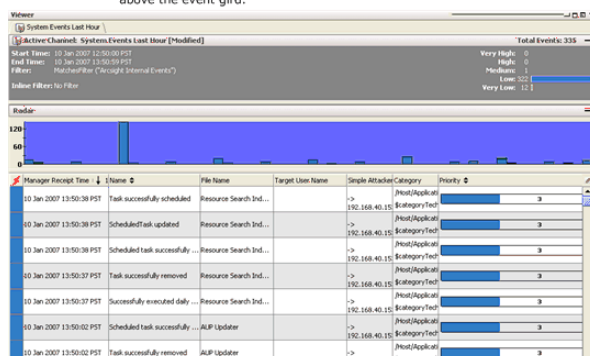 above the event gird.
Viewer
System Events Last Hour
Active Channel: System Events Last Hour [Modified]
Total Events: 335
Start Time: 10 Jan 2007 12:50:00 PST
End Time: 10 Jan 2007 13:50:59 PST
Filter: MatchesFilter ("ArcSight Internal Events")
Inline Filter: No Filter
Very High: 0
High: 0
Medium: 1
Low: 322
Very Low: 12
Radar
120
60
0
Manager Receipt Time 1 Name File Name Target User Name Simple Attacker Category Priority
10 Jan 2007 13:50:38 PST Task successfully scheduled Resource Search Ind... -> 192.168.40.15 /Host/Applicati $categoryTech 3
10 Jan 2007 13:50:38 PST ScheduledTask updated Resource Search Ind... -> 192.168.40.15 /Host/Applicati $categoryTech 3
10 Jan 2007 13:50:38 PST Scheduled task successfully ... Resource Search Ind... -> 192.168.40.15 /Host/Applicati $categoryTech 3
10 Jan 2007 13:50:37 PST Task successfully removed Resource Search Ind... -> 192.168.40.15 /Host/Applicati $categoryTech 3
10 Jan 2007 13:50:37 PST Successfully executed daily ... Resource Search Ind... -> 192.168.40.15 /Host/Applicati $categoryTech 3
10 Jan 2007 13:50:02 PST Scheduled task successfully ... AUP Updater -> 192.168.40.15 /Host/Applicati $categoryTech 3
10 Jan 2007 13:50:02 PST Task successfully removed AUP Updater -> /Host/Applicati 3